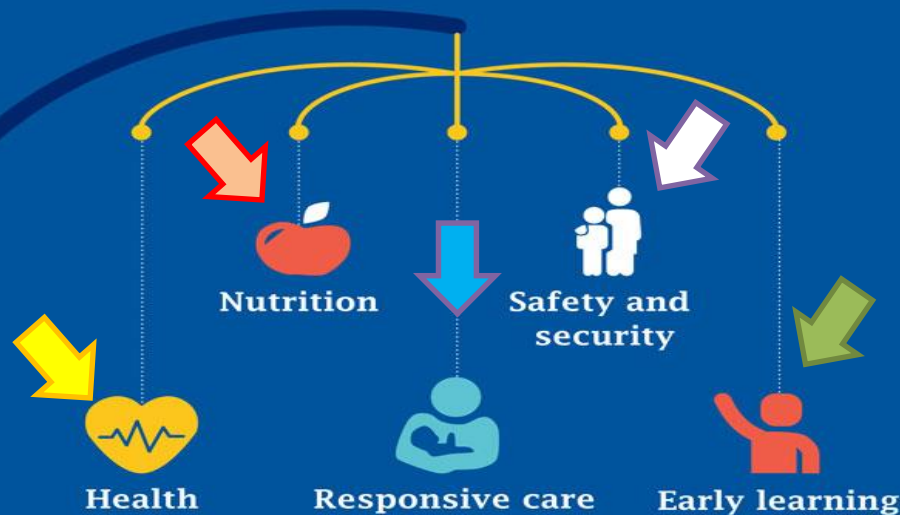 Nutrition
Safety and
security
Health
Responsive care
Early learning